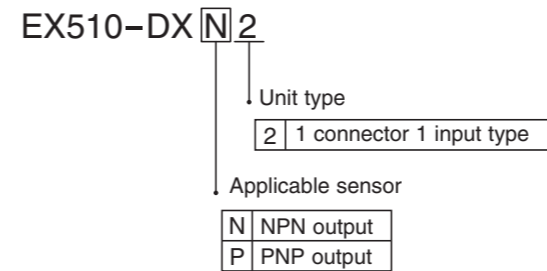 EX510-DX N 2
Unit type
2 1 connector 1 input type
Applicable sensor
N NPN output
P PNP output